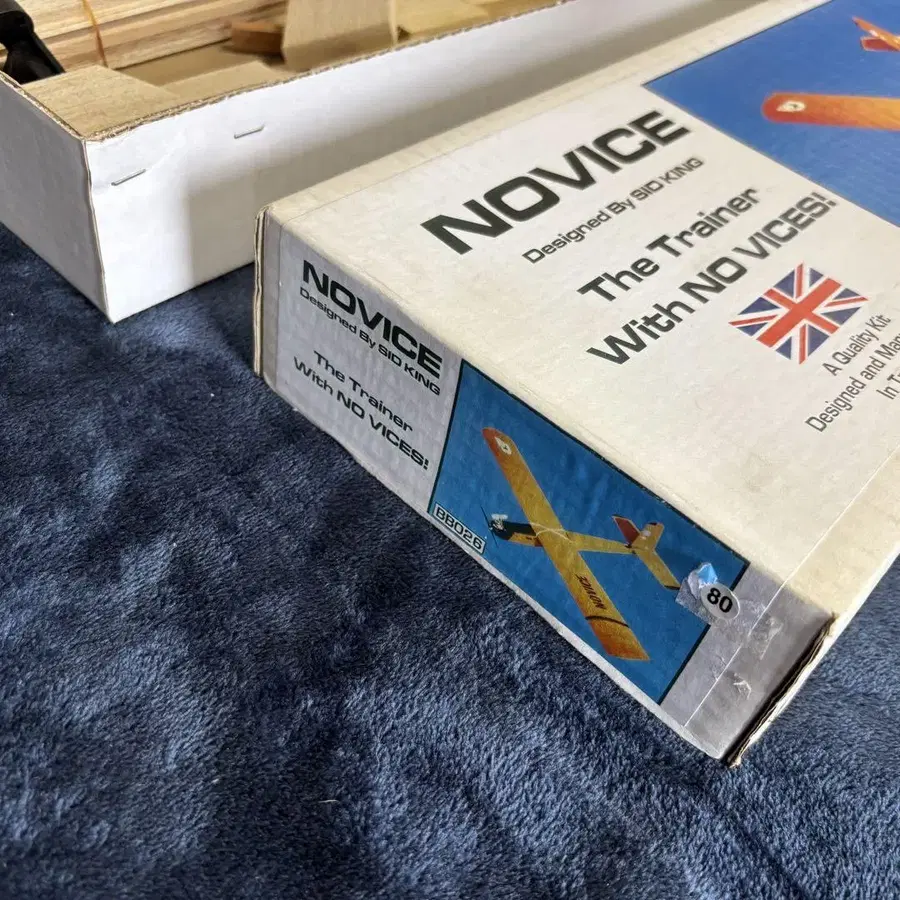 NOVICE
Designed By SID KING
The Trainer
With NO VICES!
A Quality Kit
Designed and
In
NOVICE
Designed By SID KING
The Trainer
With NO VICES!
BB026
NOVICE
80